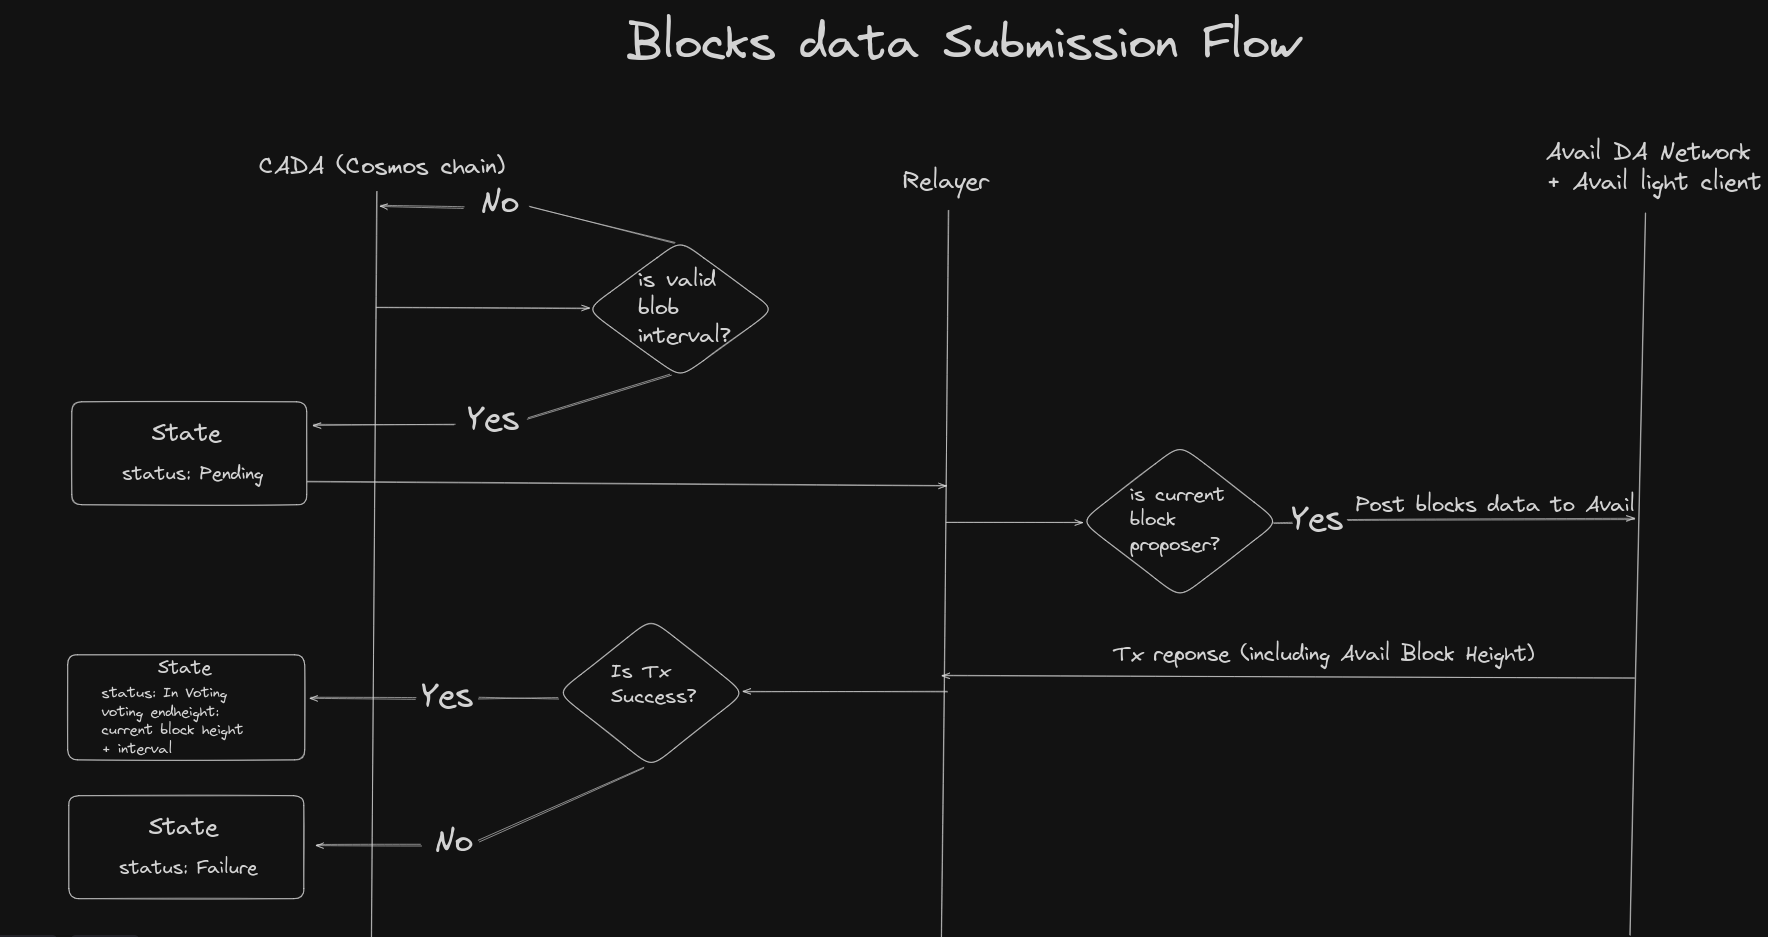 Blocks data Submission Flow
CADA (Cosmos chain)
Relayer
Avail DA Network
+ Avail light client
No
is valid
blob
interval?
Yes
State
status: Pending
is current
block
proposer?
Yes
Post blocks data to Avail
Tx reponse (including Avail Block Height)
Is Tx
Success?
Yes
State
status: In Voting
voting endheight:
current block height
+ interval
No
State
status: Failure